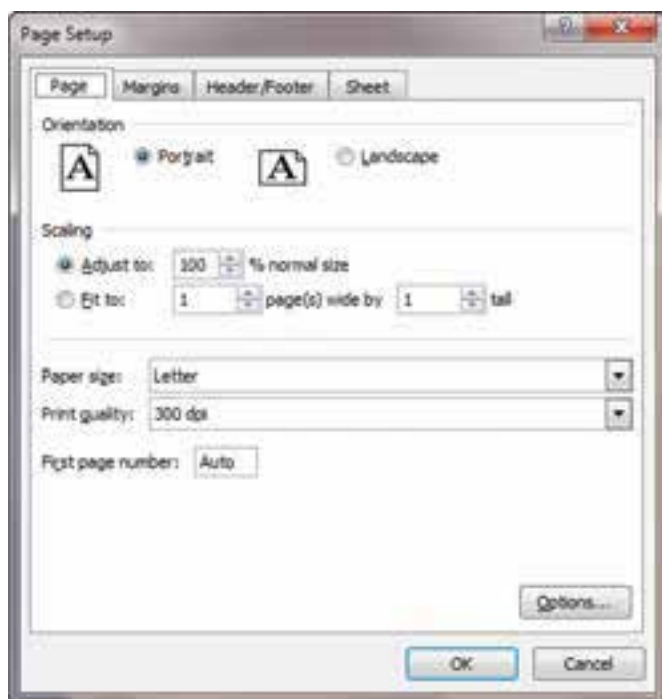 Page Setup
Page Margins Header/Footer Sheet
Orientation
A Portrait A Landscape
Scaling
Adjust to: 100 % normal size
Fit to: 1 page(s) wide by 1 tall
Paper size: Letter
Print quality: 300 dpi
First page number: Auto
Options...
OK Cancel